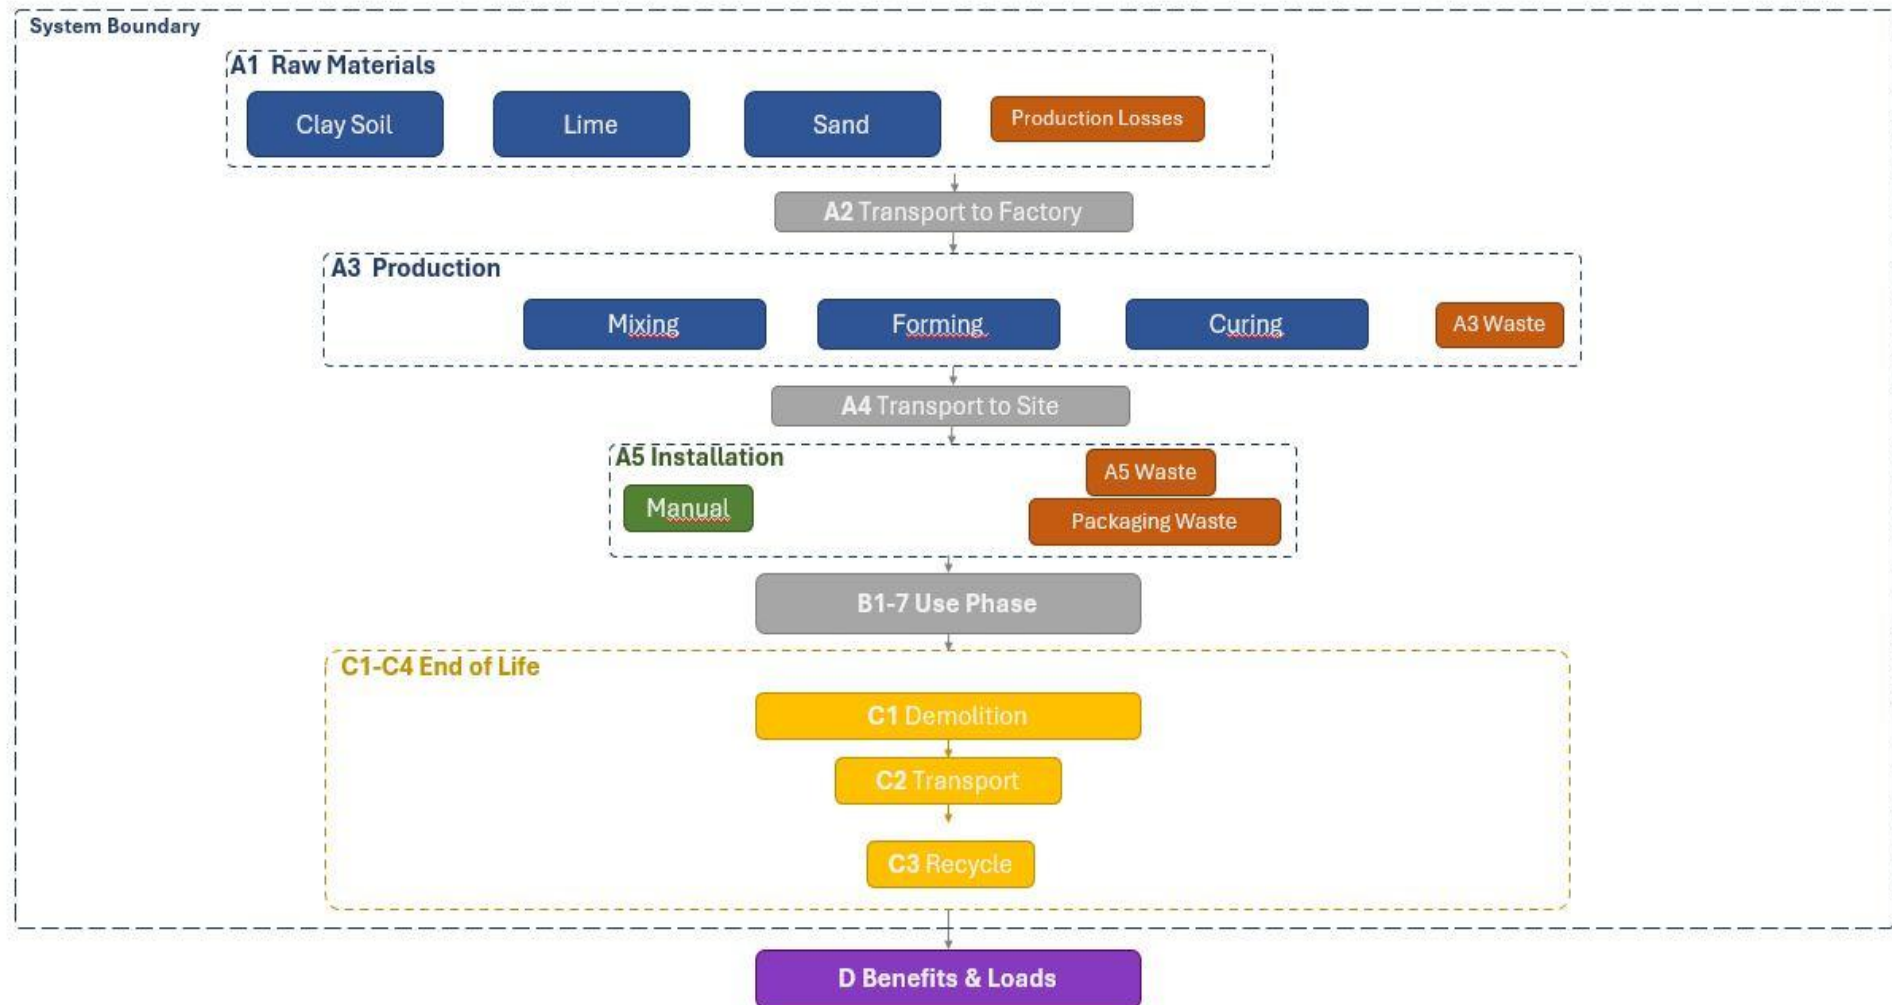 System Boundary
A1 Raw Materials
Clay Soil
Lime
Sand
Production Losses
A2 Transport to Factory
A3 Production
Mixing
Forming
Curing
A3 Waste
A4 Transport to Site
A5 Installation
Manual
A5 Waste
Packaging Waste
B1-7 Use Phase
C1-C4 End of Life
C1 Demolition
C2 Transport
C3 Recycle
D Benefits & Loads